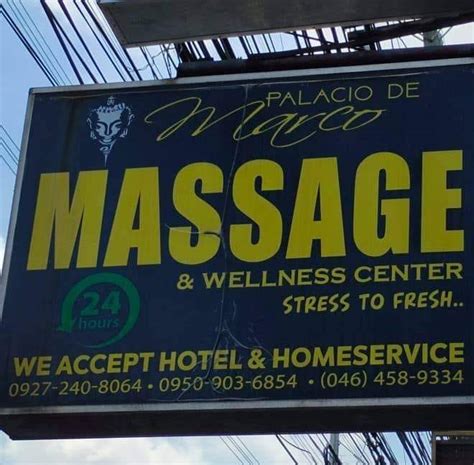 PALACIO DE
Marco
MASSAGE
& WELLNESS CENTER
STRESS TO FRESH..
24
hours
WE ACCEPT HOTEL & HOMESERVICE
0927-240-8064 • 0950-903-6854 • (046) 458-9334